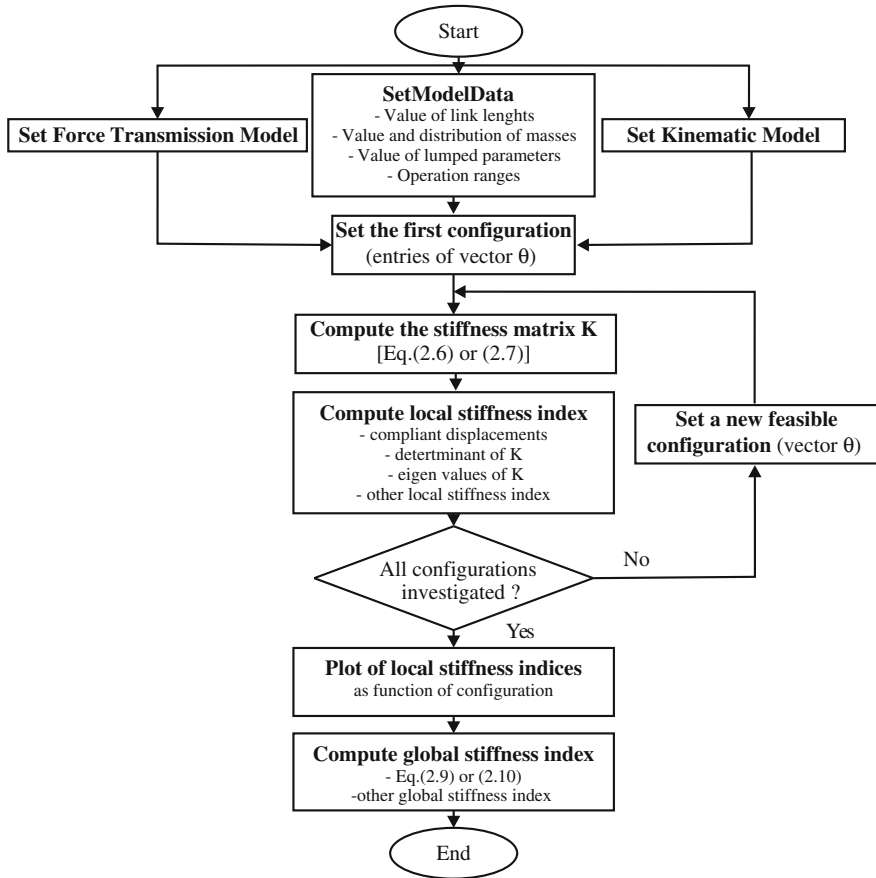 Start
SetModelData
- Value of link lenghts
- Value and distribution of masses
- Value of lumped parameters
- Operation ranges
Set Force Transmission Model
Set Kinematic Model
Set the first configuration
(entries of vector θ)
Compute the stiffness matrix K
[Eq.(2.6) or (2.7)]
Compute local stiffness index
- compliant displacements
- detertminant of K
- eigen values of K
- other local stiffness index
Set a new feasible
configuration (vector θ)
All configurations
investigated ?
No
Yes
Plot of local stiffness indices
as function of configuration
Compute global stiffness index
- Eq.(2.9) or (2.10)
-other global stiffness index
End